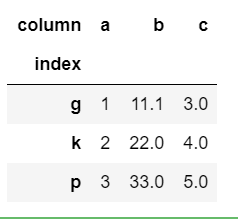 column a b c
index
g 1 11.1 3.0
k 2 22.0 4.0
p 3 33.0 5.0